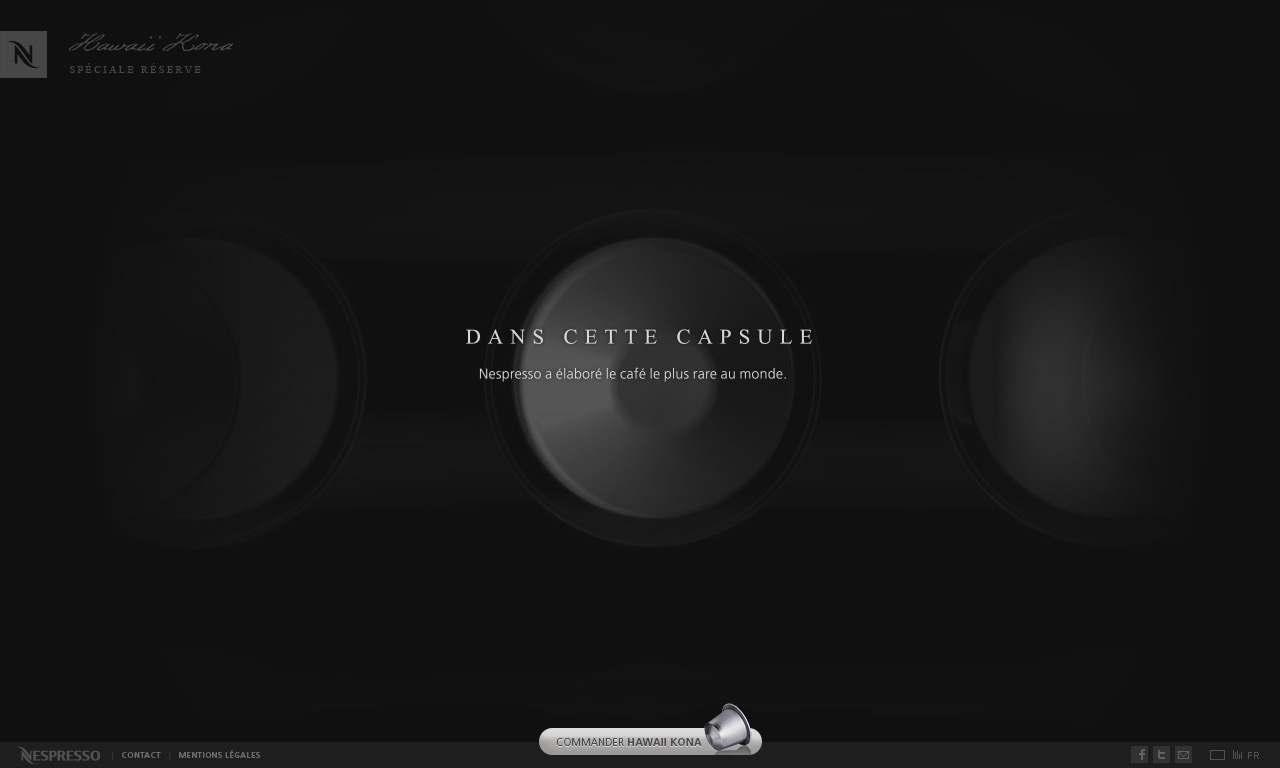 N
Hawaii Kona
SPÉCIALE RÉSERVE
DANS CETTE CAPSULE
Nespresso a élaboré le café le plus rare au monde.
COMMANDER HAWAII KONA
NESPRESSO | CONTACT | MENTIONS LÉGALES
FR